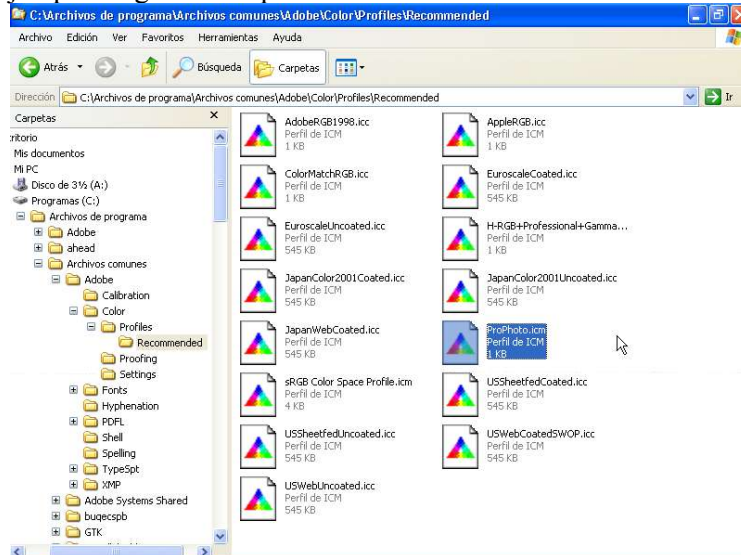 C:\Archivos de programa\Archivos comunes\Adobe\Color\Profiles\Recommended
Archivo Edición Ver Favoritos Herramientas Ayuda
Atrás Búsqueda Carpetas
Dirección C:\Archivos de programa\Archivos comunes\Adobe\Color\Profiles\Recommended Ir
Carpetas
ritorio
Mis documentos
Mi PC
Disco de 3½ (A:)
Programas (C:)
Archivos de programa
Adobe
ahead
Archivos comunes
Adobe
Calibration
Color
Profiles
Recommended
Proofing
Settings
Fonts
Hyphenation
PDFL
Shell
Spelling
TypeSpt
XMP
Adobe Systems Shared
buqecspb
GTK
AdobeRGB1998.icc
Perfil de ICM
1 KB
AppleRGB.icc
Perfil de ICM
1 KB
ColorMatchRGB.icc
Perfil de ICM
1 KB
EuroscaleCoated.icc
Perfil de ICM
545 KB
EuroscaleUncoated.icc
Perfil de ICM
545 KB
H-RGB+Professional+Gamma...
Perfil de ICM
1 KB
JapanColor2001Coated.icc
Perfil de ICM
545 KB
JapanColor2001Uncoated.icc
Perfil de ICM
545 KB
JapanWebCoated.icc
Perfil de ICM
545 KB
ProPhoto.icm
Perfil de ICM
1 KB
sRGB Color Space Profile.icm
Perfil de ICM
4 KB
USSheetfedCoated.icc
Perfil de ICM
545 KB
USSheetfedUncoated.icc
Perfil de ICM
545 KB
USWebCoatedSWOP.icc
Perfil de ICM
545 KB
USWebUncoated.icc
Perfil de ICM
545 KB